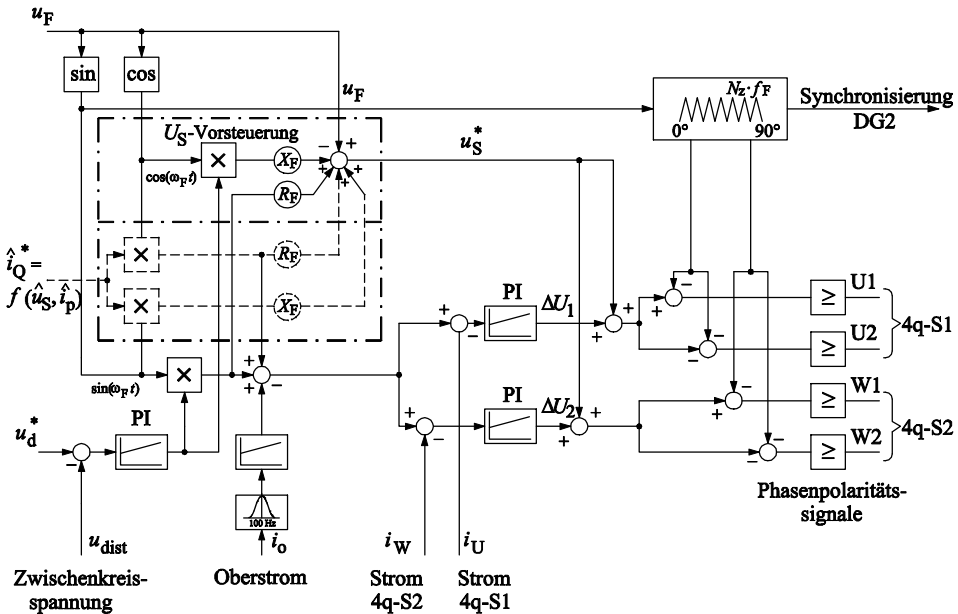 u_F
sin
cos
u_F
N_Z · f_F
0°
90°
Synchronisierung
DG2
U_S-Vorsteuerung
×
X_F
−
+
+
+
+
+
u_S^*
cos(ω_F t)
R_F
î_Q^* =
f (û_S, î_p)
×
R_F
×
X_F
−
−
≥
U1
PI
ΔU_1
+
−
+
+
+
−
−
≥
U2
4q-S1
sin(ω_F t)
×
+
+
−
+
PI
ΔU_2
+
−
+
+
−
+
≥
W1
−
−
≥
W2
4q-S2
u_d^*
−
PI
Phasenpolaritäts-
signale
100 Hz
u_dist
i_o
i_W
i_U
Zwischenkreis-
spannung
Oberstrom
Strom
4q-S2
Strom
4q-S1